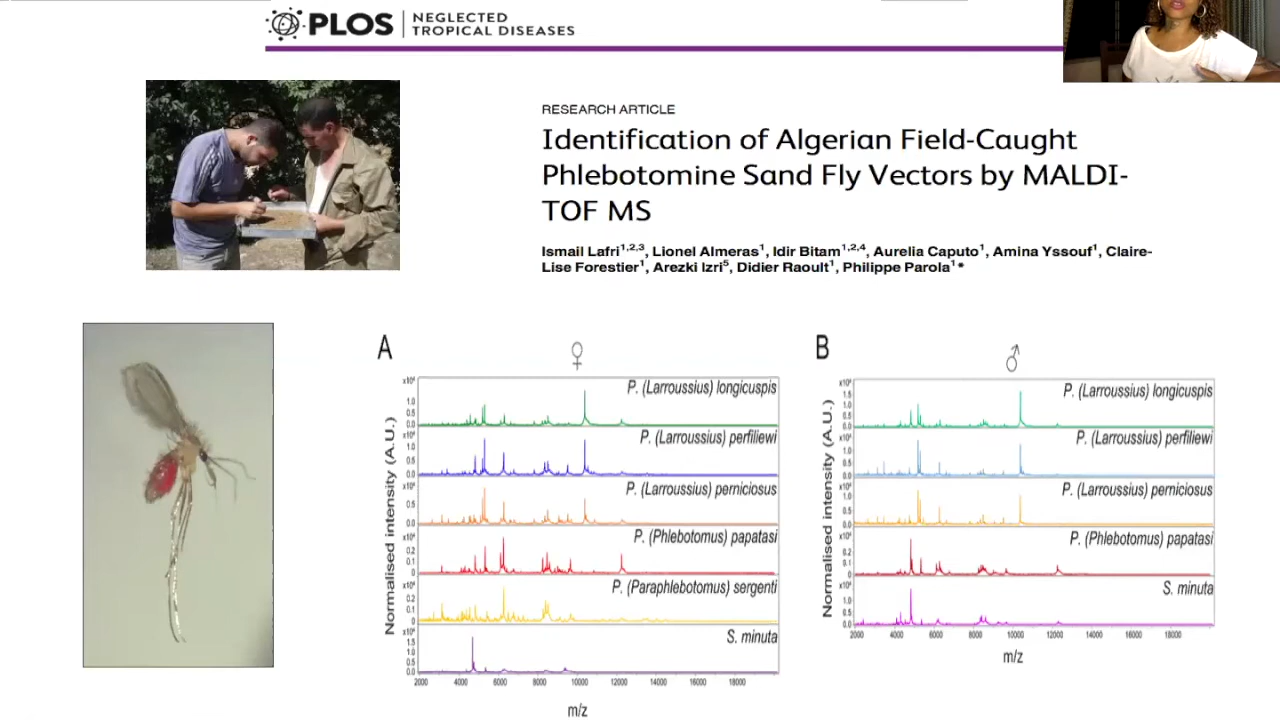 PLOS
NEGLECTED
TROPICAL DISEASES
RESEARCH ARTICLE
Identification of Algerian Field-Caught
Phlebotomine Sand Fly Vectors by MALDI-
TOF MS
Ismail Lafri1,2,3, Lionel Almeras1, Idir Bitam1,2,4, Aurelia Caputo1, Amina Yssouf1, Claire-
Lise Forestier1, Arezki Izri5, Didier Raoult1, Philippe Parola1*
A
♀
Normalised intensity (A.U.)
P. (Larroussius) longicuspis
P. (Larroussius) perfiliewi
P. (Larroussius) perniciosus
P. (Phlebotomus) papatasi
P. (Paraphlebotomus) sergenti
S. minuta
2000 4000 6000 8000 10000 12000 14000 16000 18000
m/z
B
♂
Normalised intensity (A.U.)
P. (Larroussius) longicuspis
P. (Larroussius) perfiliewi
P. (Larroussius) perniciosus
P. (Phlebotomus) papatasi
S. minuta
2000 4000 6000 8000 10000 12000 14000 16000 18000
m/z